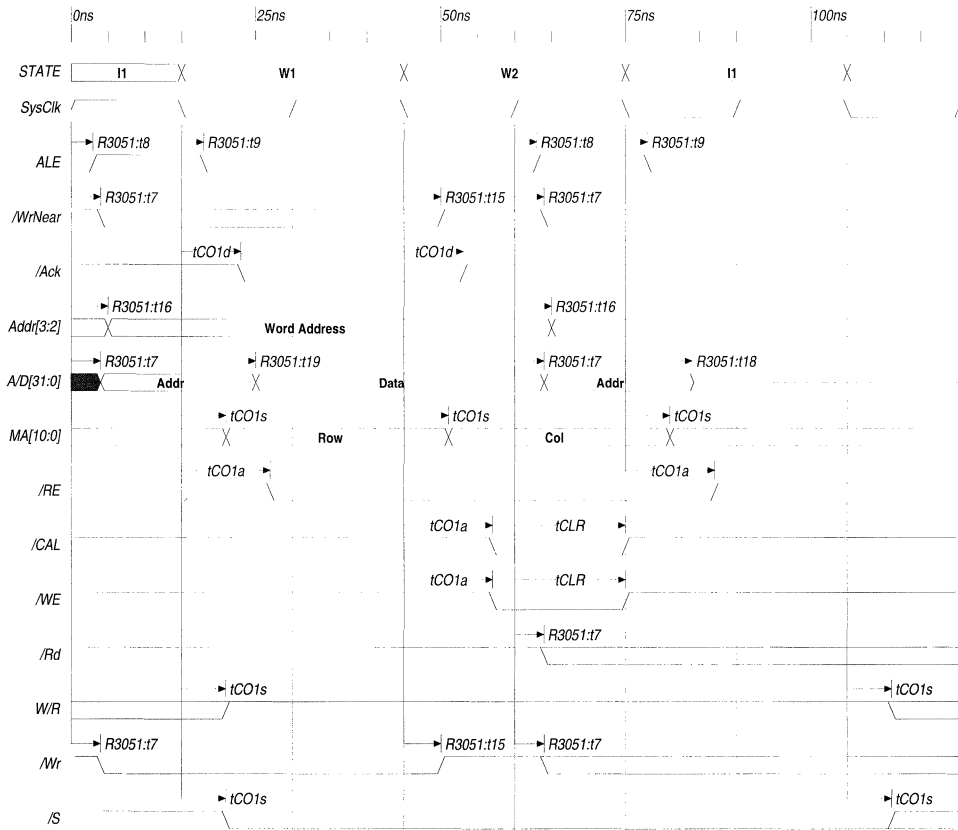 0ns 25ns 50ns 75ns 100ns
STATE I1 W1 W2 I1
SysClk
R3051:t8 R3051:t9 R3051:t8 R3051:t9
ALE
R3051:t7 R3051:t15 R3051:t7
/WrNear
tCO1d tCO1d
/Ack
R3051:t16 R3051:t16
Addr[3:2] Word Address
R3051:t7 R3051:t19 R3051:t7 R3051:t18
A/D[31:0] Addr Data Addr
tCO1s tCO1s tCO1s
MA[10:0] Row Col
tCO1a tCO1a
/RE
tCO1a tCLR
/CAL
tCO1a tCLR
/WE
R3051:t7
/Rd
tCO1s tCO1s
W/R
R3051:t7 R3051:t15 R3051:t7
/Wr
tCO1s tCO1s
/S